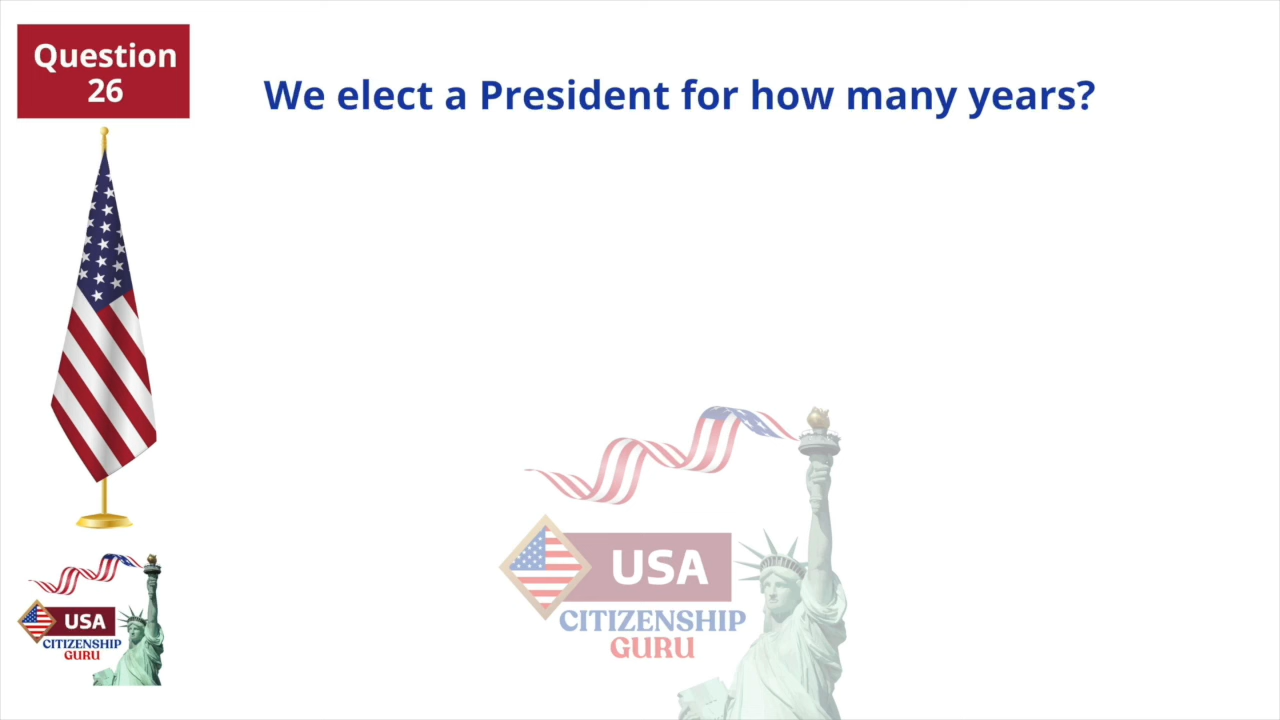 Question
26
We elect a President for how many years?
USA
CITIZENSHIP
GURU
USA
CITIZENSHIP
GURU